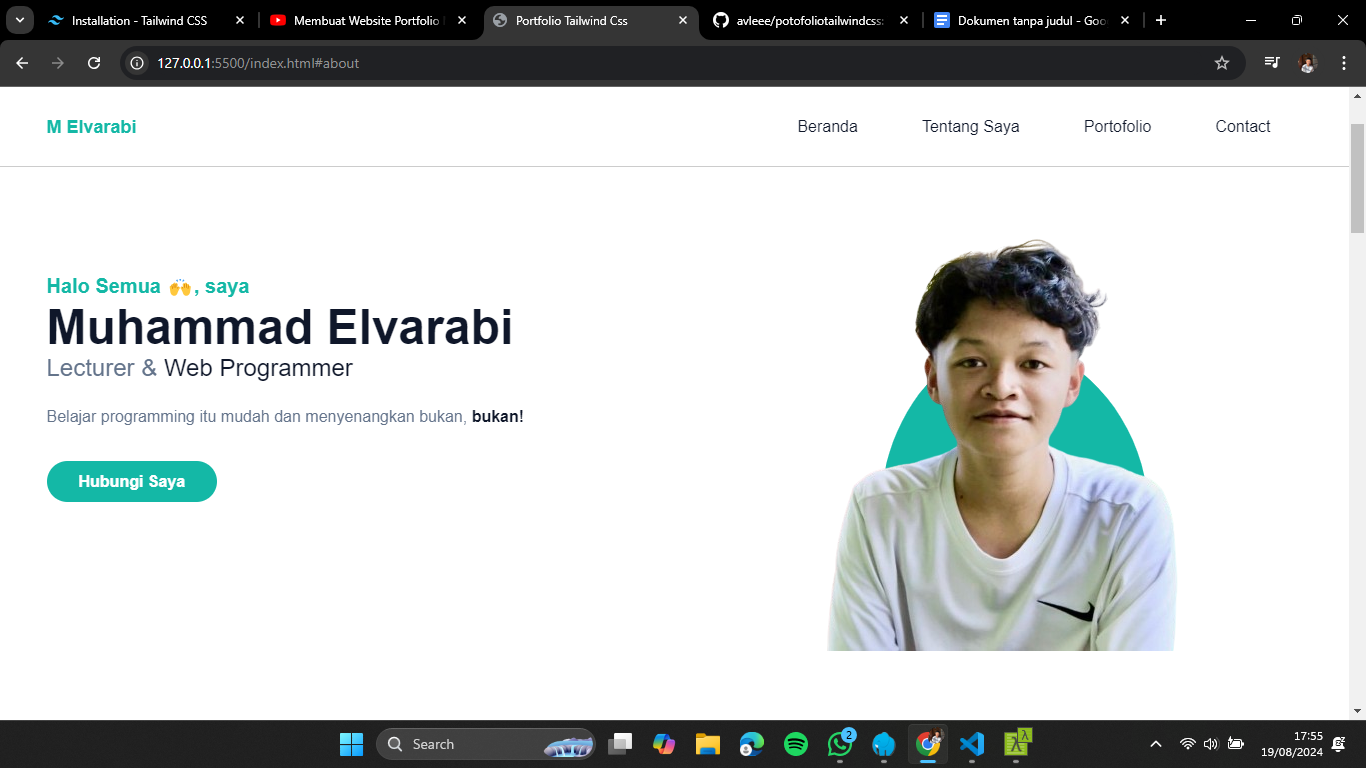 Installation - Tailwind CSS
Membuat Website Portfolio
Portfolio Tailwind Css
avleee/potofoliotailwindcss:
Dokumen tanpa judul - Goo
127.0.0.1:5500/index.html#about
M Elvarabi
Beranda
Tentang Saya
Portofolio
Contact
Halo Semua 🙌, saya
Muhammad Elvarabi
Lecturer & Web Programmer
Belajar programming itu mudah dan menyenangkan bukan, bukan!
Hubungi Saya
Search
2
λ
λ
17:55
19/08/2024